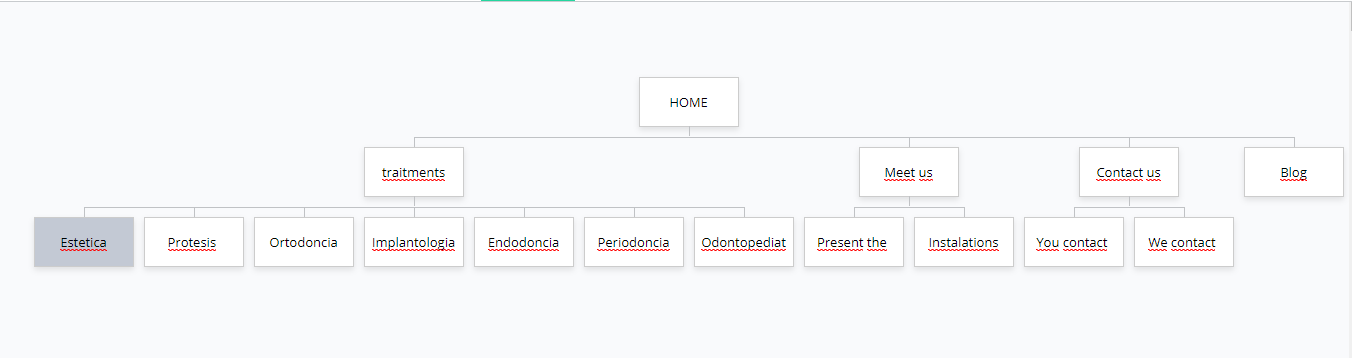 HOME
traitments
Meet us
Contact us
Blog
Estetica
Protesis
Ortodoncia
Implantologia
Endodoncia
Periodoncia
Odontopediat
Present the
Instalations
You contact
We contact